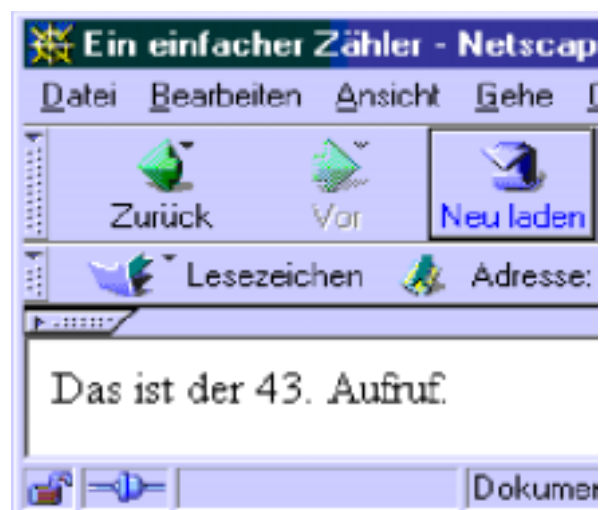 Ein einfacher Zähler - Netscap
Datei Bearbeiten Ansicht Gehe
Zurück Vor Neu laden
Lesezeichen Adresse:
Das ist der 43. Aufruf.
Dokumen